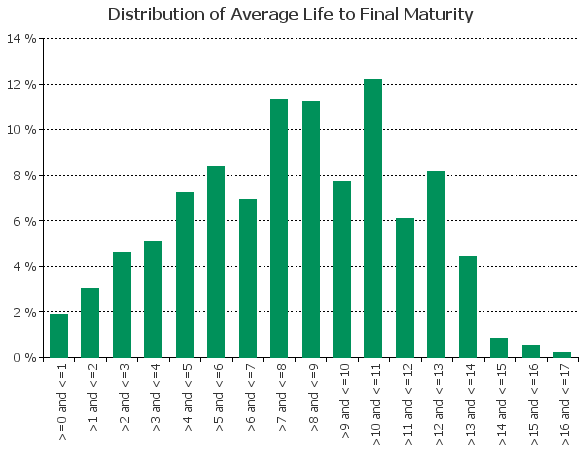 Distribution of Average Life to Final Maturity
14 %
12 %
10 %
8 %
6 %
4 %
2 %
0 %
>=0 and <=1
>1 and <=2
>2 and <=3
>3 and <=4
>4 and <=5
>5 and <=6
>6 and <=7
>7 and <=8
>8 and <=9
>9 and <=10
>10 and <=11
>11 and <=12
>12 and <=13
>13 and <=14
>14 and <=15
>15 and <=16
>16 and <=17